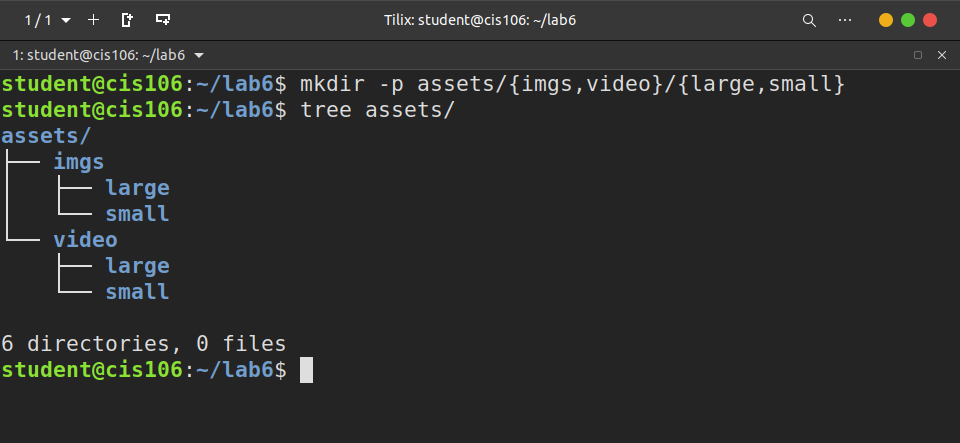 1 / 1
Tilix: student@cis106: ~/lab6
1: student@cis106: ~/lab6
student@cis106:~/lab6$ mkdir -p assets/{imgs,video}/{large,small}
student@cis106:~/lab6$ tree assets/
assets/
├── imgs
│   ├── large
│   └── small
└── video
    ├── large
    └── small
6 directories, 0 files
student@cis106:~/lab6$